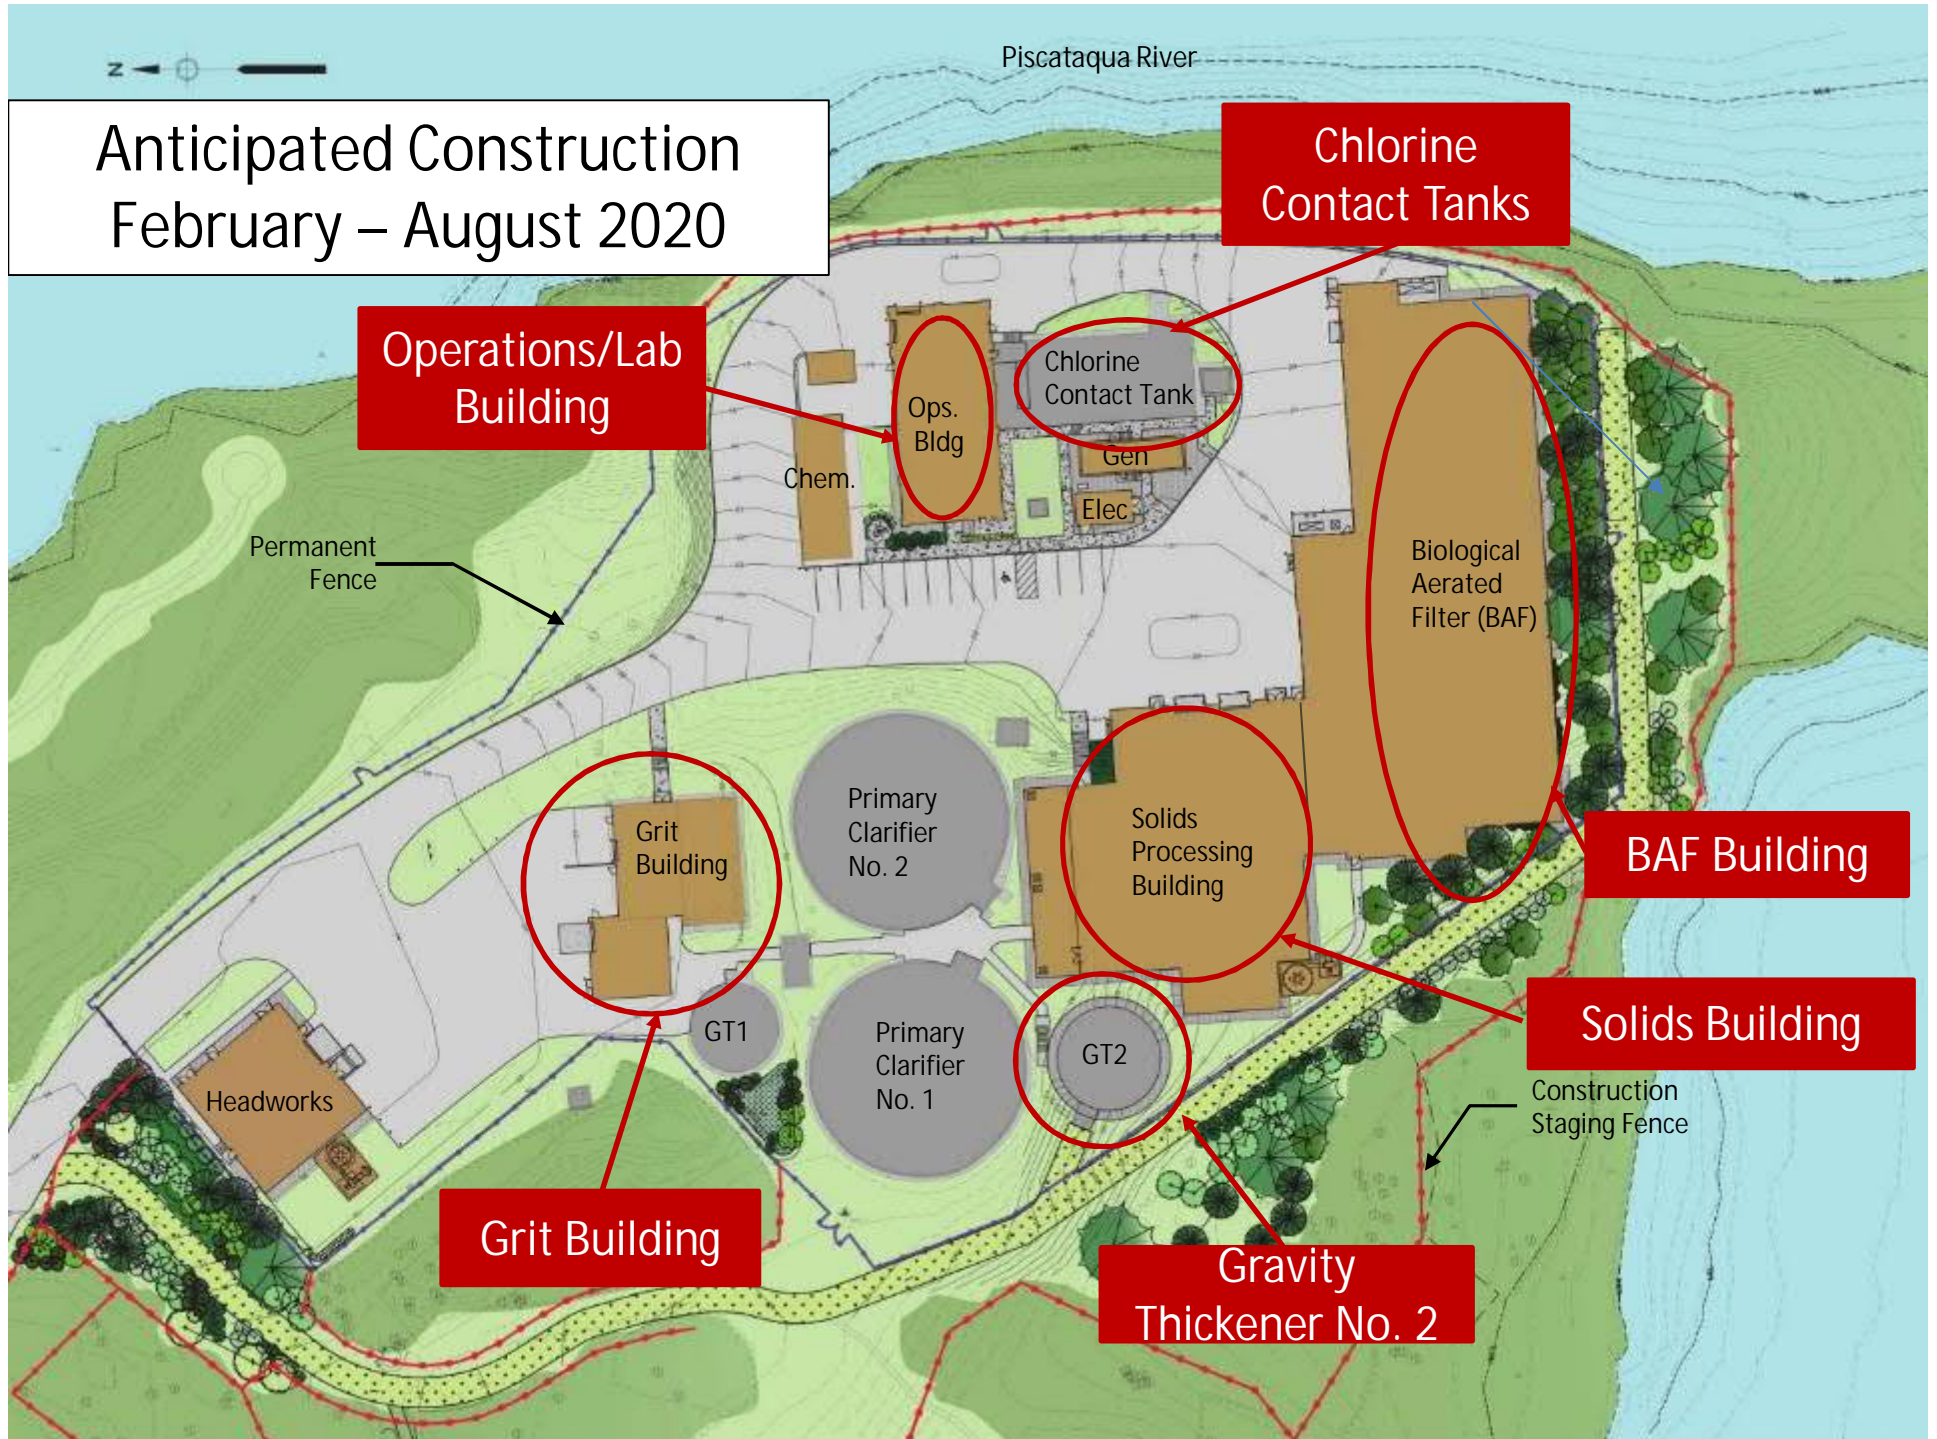 Piscataqua River
N
Anticipated Construction
February – August 2020
Chlorine
Contact Tanks
Operations/Lab
Building
Chlorine
Contact Tank
Ops.
Bldg
Gen
Chem.
Elec
Permanent
Fence
Biological
Aerated
Filter (BAF)
Primary
Clarifier
No. 2
Grit
Building
Solids
Processing
Building
BAF Building
Solids Building
GT1
Primary
Clarifier
No. 1
GT2
Headworks
Construction
Staging Fence
Grit Building
Gravity
Thickener No. 2